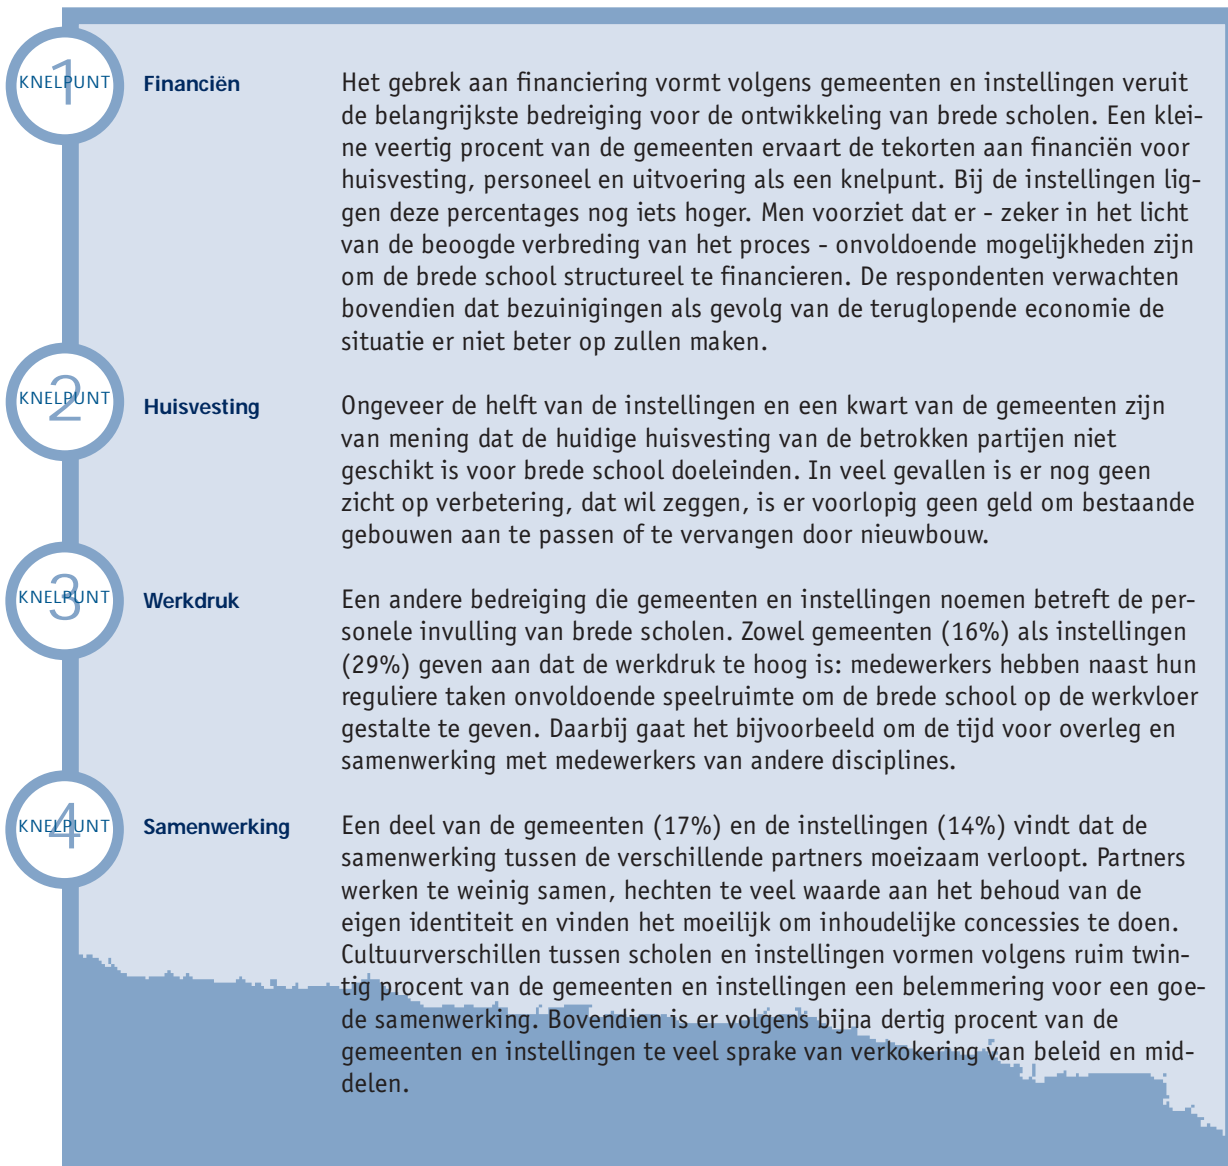 KNELPUNT 1
Financiën
Het gebrek aan financiering vormt volgens gemeenten en instellingen veruit
de belangrijkste bedreiging voor de ontwikkeling van brede scholen. Een klei-
ne veertig procent van de gemeenten ervaart de tekorten aan financiën voor
huisvesting, personeel en uitvoering als een knelpunt. Bij de instellingen lig-
gen deze percentages nog iets hoger. Men voorziet dat er - zeker in het licht
van de beoogde verbreding van het proces - onvoldoende mogelijkheden zijn
om de brede school structureel te financieren. De respondenten verwachten
bovendien dat bezuinigingen als gevolg van de teruglopende economie de
situatie er niet beter op zullen maken.
KNELPUNT 2
Huisvesting
Ongeveer de helft van de instellingen en een kwart van de gemeenten zijn
van mening dat de huidige huisvesting van de betrokken partijen niet
geschikt is voor brede school doeleinden. In veel gevallen is er nog geen
zicht op verbetering, dat wil zeggen, is er voorlopig geen geld om bestaande
gebouwen aan te passen of te vervangen door nieuwbouw.
KNELPUNT 3
Werkdruk
Een andere bedreiging die gemeenten en instellingen noemen betreft de per-
sonele invulling van brede scholen. Zowel gemeenten (16%) als instellingen
(29%) geven aan dat de werkdruk te hoog is: medewerkers hebben naast hun
reguliere taken onvoldoende speelruimte om de brede school op de werkvloer
gestalte te geven. Daarbij gaat het bijvoorbeeld om de tijd voor overleg en
samenwerking met medewerkers van andere disciplines.
KNELPUNT 4
Samenwerking
Een deel van de gemeenten (17%) en de instellingen (14%) vindt dat de
samenwerking tussen de verschillende partners moeizaam verloopt. Partners
werken te weinig samen, hechten te veel waarde aan het behoud van de
eigen identiteit en vinden het moeilijk om inhoudelijke concessies te doen.
Cultuurverschillen tussen scholen en instellingen vormen volgens ruim twin-
tig procent van de gemeenten en instellingen een belemmering voor een goe-
de samenwerking. Bovendien is er volgens bijna dertig procent van de
gemeenten en instellingen te veel sprake van verkokering van beleid en mid-
delen.